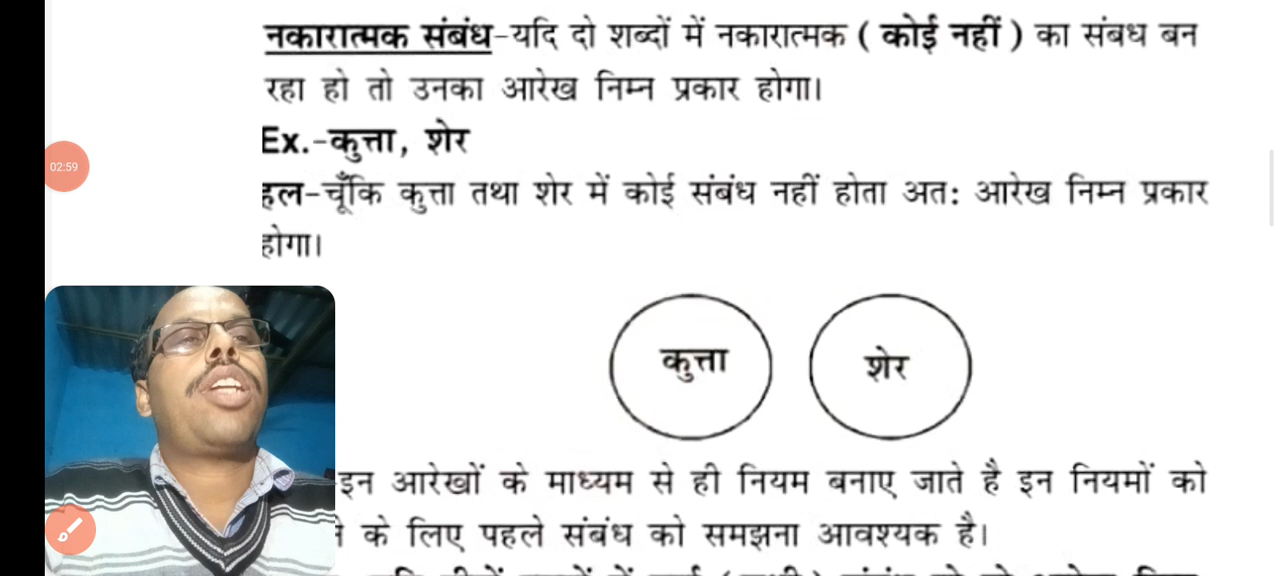 नकारात्मक संबंध-यदि दो शब्दों में नकारात्मक ( कोई नहीं ) का संबध बन
रहा हो तो उनका आरेख निम्न प्रकार होगा।
Ex.-कुत्ता, शेर
हल-चूँकि कुत्ता तथा शेर में कोई संबंध नहीं होता अत: आरेख निम्न प्रकार
होगा।
02:59
कुत्ता शेर
इन आरेखों के माध्यम से ही नियम बनाए जाते है इन नियमों को
के लिए पहले संबंध को समझना आवश्यक है।